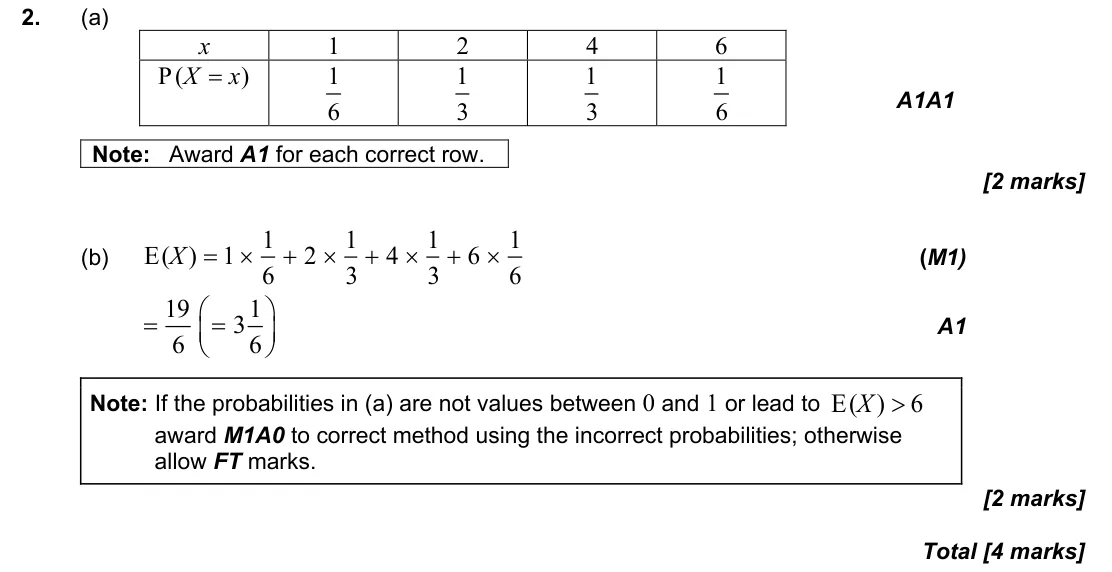 2. (a)
x 1 2 4 6
P(X = x) 1/6 1/3 1/3 1/6
A1A1
Note: Award A1 for each correct row.
[2 marks]
(b) E(X) = 1 × 1/6 + 2 × 1/3 + 4 × 1/3 + 6 × 1/6 (M1)
= 19/6 (= 3 1/6) A1
Note: If the probabilities in (a) are not values between 0 and 1 or lead to E(X) > 6
award M1A0 to correct method using the incorrect probabilities; otherwise
allow FT marks.
[2 marks]
Total [4 marks]